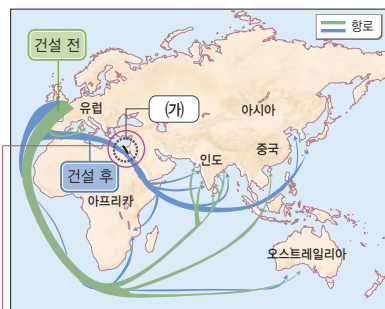 항로
건설 전
유럽
(가)
아시아
인도
중국
건설 후
아프리카
오스트레일리아